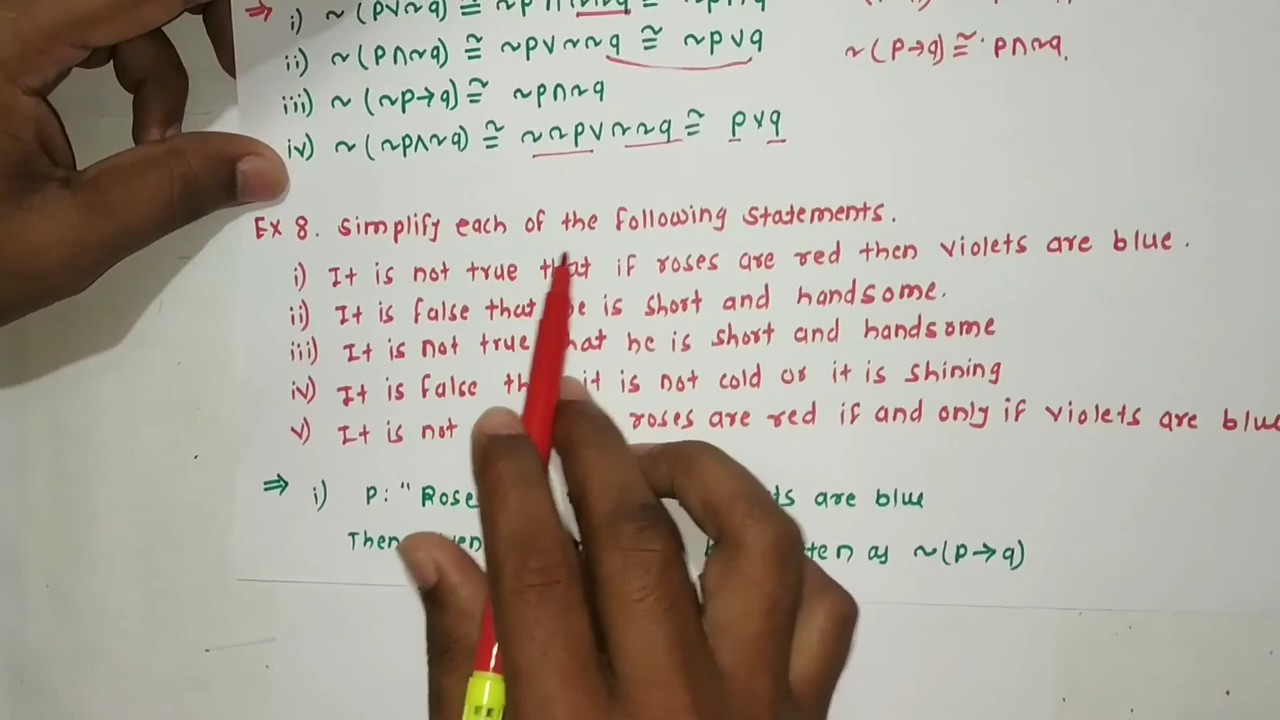 ⇒ i) ~(p∨~q) ≅ ~p
ii) ~(p∩~q) ≅ ~p∨~~q ≅ ~p∨q
~(p→q) ≅ p∩~q.
iii) ~(~p→q) ≅ ~p∩~q
iv) ~(~p∧~q) ≅ ~~p∨~~q ≅ p∨q
Ex 8. Simplify each of the following statements.
i) It is not true that if roses are red then violets are blue.
ii) It is false that is short and handsome.
iii) It is not true that he is short and handsome
iv) It is false it is not cold or it is shining
v) It is not roses are red if and only if violets are blue
⇒ i) p: " Rose are blue
Then as ~(p→q)